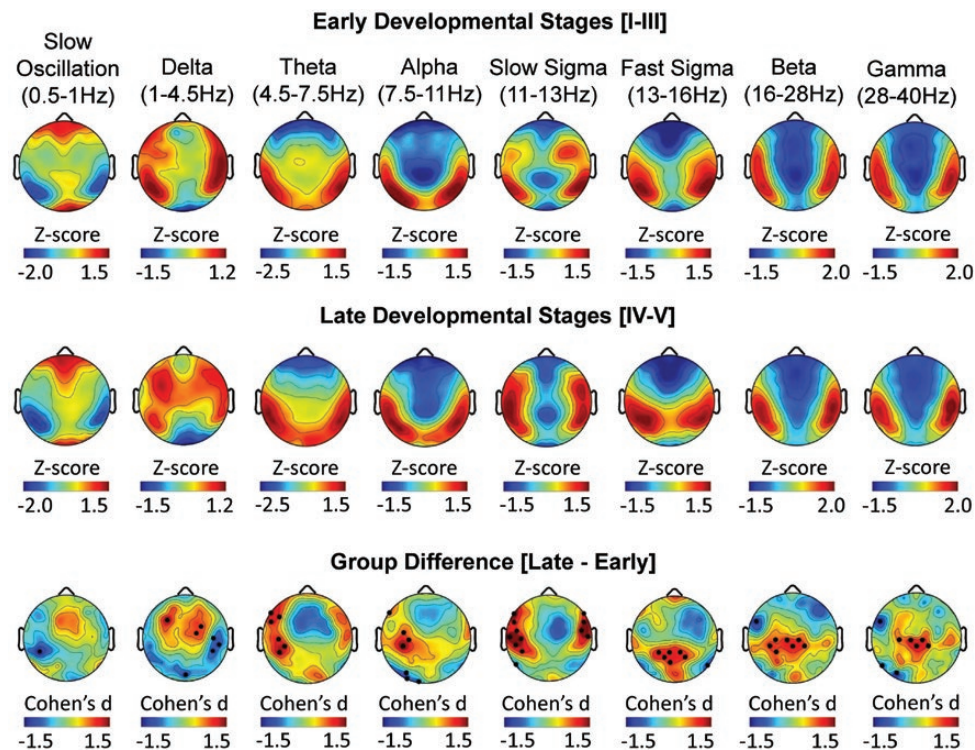 Early Developmental Stages [I-III]
Slow
Oscillation
(0.5-1Hz)
Delta
(1-4.5Hz)
Theta
(4.5-7.5Hz)
Alpha
(7.5-11Hz)
Slow Sigma
(11-13Hz)
Fast Sigma
(13-16Hz)
Beta
(16-28Hz)
Gamma
(28-40Hz)
Z-score Z-score Z-score Z-score Z-score Z-score Z-score Z-score
-2.0 1.5 -1.5 1.2 -2.5 1.5 -1.5 1.5 -1.5 1.5 -1.5 1.5 -1.5 2.0 -1.5 2.0
Late Developmental Stages [IV-V]
Z-score Z-score Z-score Z-score Z-score Z-score Z-score Z-score
-2.0 1.5 -1.5 1.2 -2.5 1.5 -1.5 1.5 -1.5 1.5 -1.5 1.5 -1.5 2.0 -1.5 2.0
Group Difference [Late - Early]
Cohen's d Cohen's d Cohen's d Cohen's d Cohen's d Cohen's d Cohen's d Cohen's d
-1.5 1.5 -1.5 1.5 -1.5 1.5 -1.5 1.5 -1.5 1.5 -1.5 1.5 -1.5 1.5 -1.5 1.5